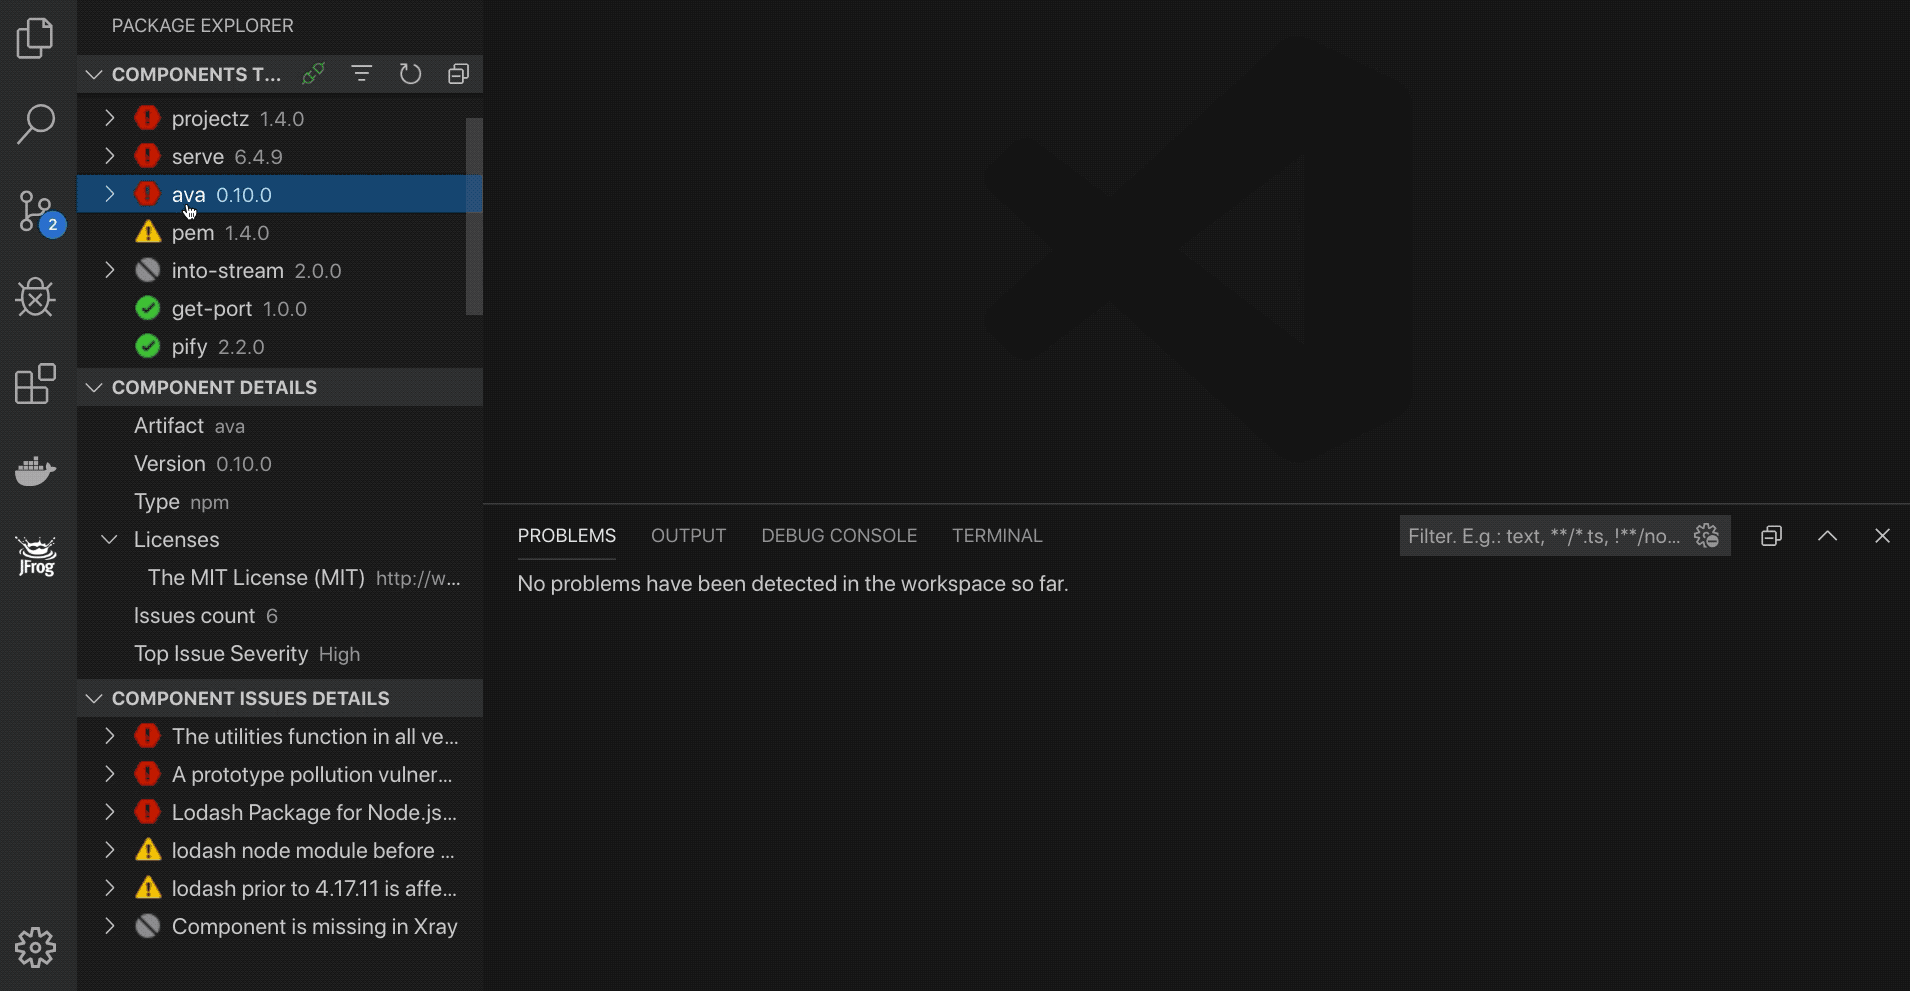 PACKAGE EXPLORER
COMPONENTS T...
projectz 1.4.0
serve 6.4.9
ava 0.10.0
pem 1.4.0
into-stream 2.0.0
get-port 1.0.0
pify 2.2.0
COMPONENT DETAILS
Artifact ava
Version 0.10.0
Type npm
Licenses
The MIT License (MIT) http://w...
Issues count 6
Top Issue Severity High
COMPONENT ISSUES DETAILS
The utilities function in all ve...
A prototype pollution vulner...
Lodash Package for Node.js...
lodash node module before ...
lodash prior to 4.17.11 is affe...
Component is missing in Xray
2
JFrog
PROBLEMS OUTPUT DEBUG CONSOLE TERMINAL
Filter. E.g.: text, **/*.ts, !**/no...
No problems have been detected in the workspace so far.